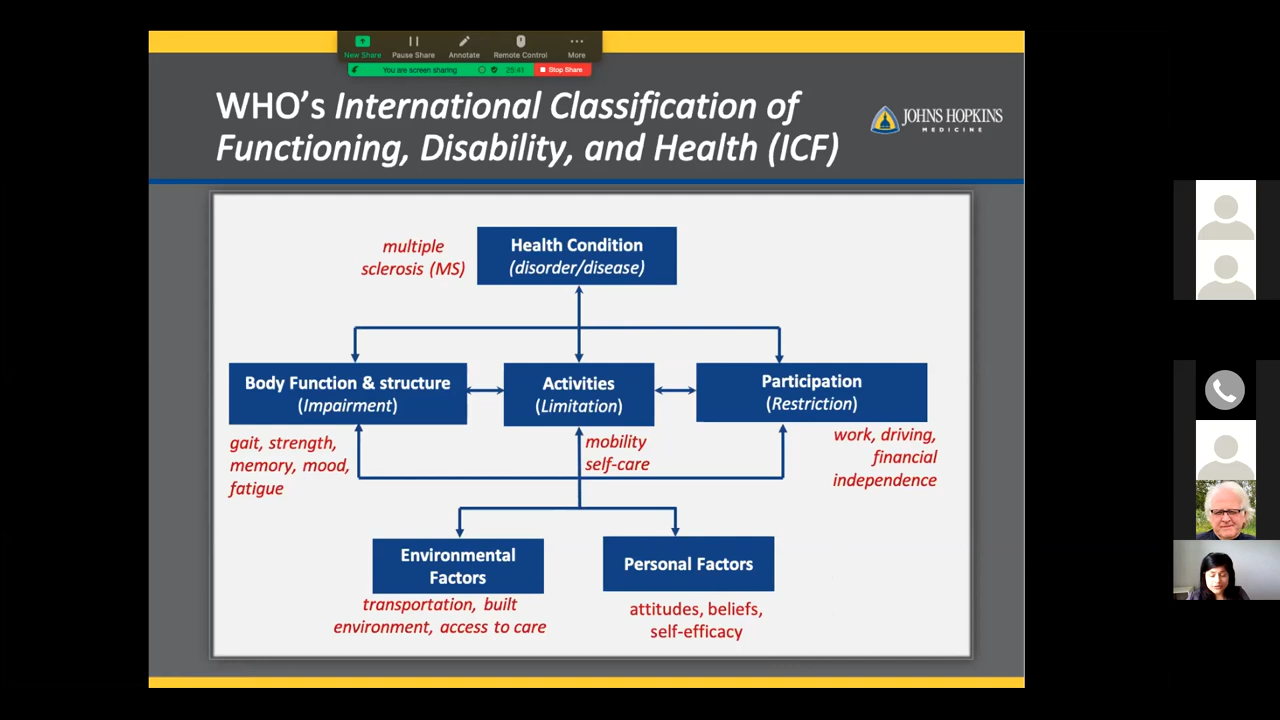 New Share
Pause Share
Annotate
Remote Control
More
You are screen sharing
25:41
Stop Share
WHO's International Classification of
Functioning, Disability, and Health (ICF)
JOHNS HOPKINS
MEDICINE
multiple
sclerosis (MS)
Health Condition
(disorder/disease)
Body Function & structure
(Impairment)
Activities
(Limitation)
Participation
(Restriction)
gait, strength,
memory, mood,
fatigue
mobility
self-care
work, driving,
financial
independence
Environmental
Factors
Personal Factors
transportation, built
environment, access to care
attitudes, beliefs,
self-efficacy